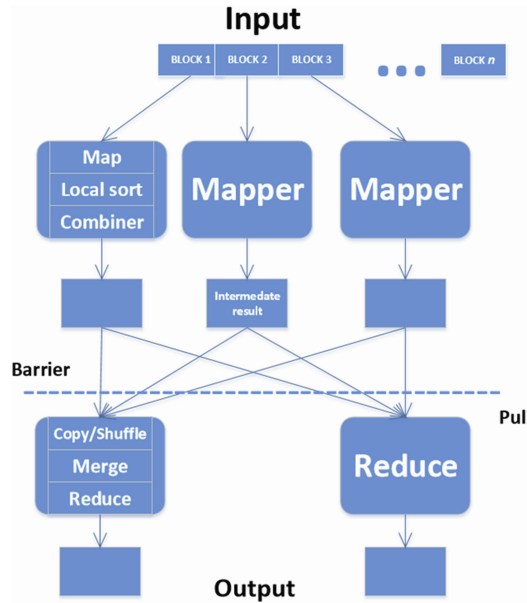 Input
BLOCK 1 BLOCK 2 BLOCK 3 BLOCK n
Map
Local sort
Combiner
Mapper
Mapper
Intermedate
result
Barrier
Pul
Copy/Shuffle
Merge
Reduce
Reduce
Output